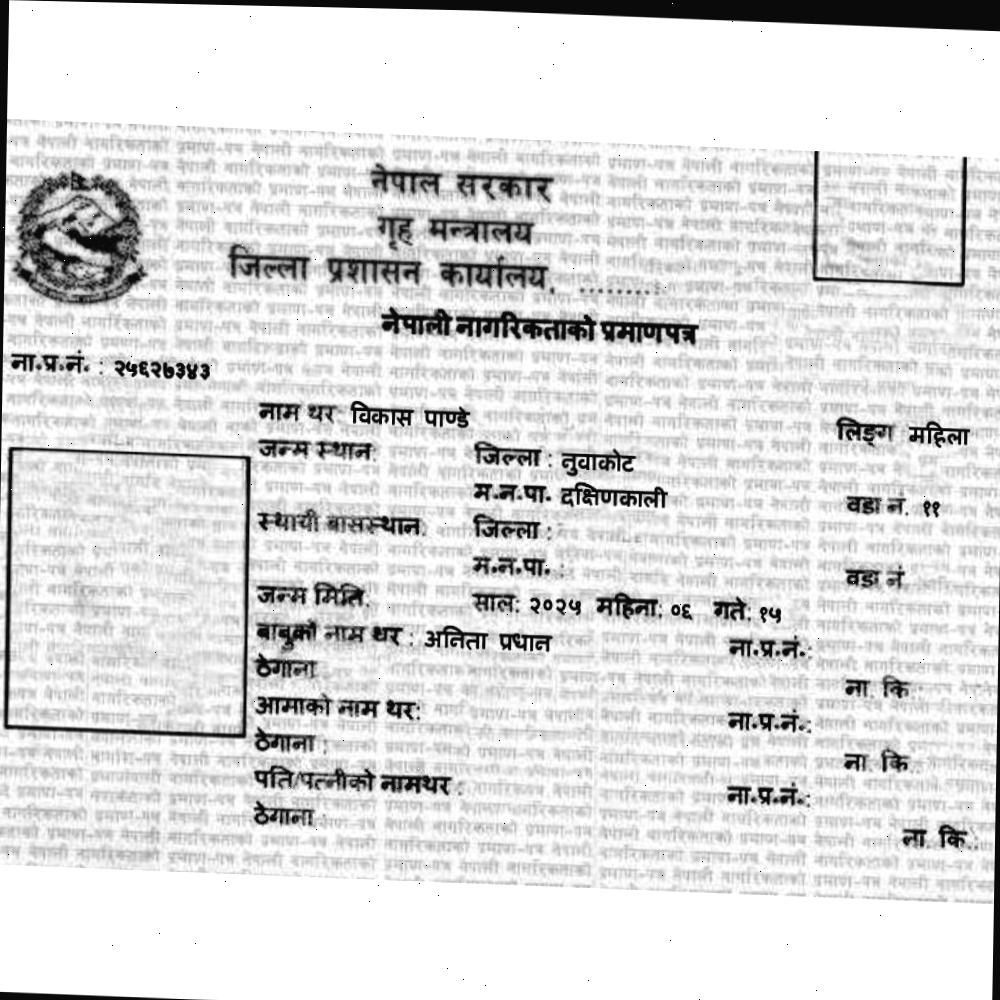 नेपाल सरकार
गृह मन्त्रालय
जिल्ला प्रशासन कार्यालय, .........
नेपाली नागरिकताको प्रमाणपत्र
ना.प्र.नं. : २५६२७३४३
नाम थर विकास पाण्डे लिङ्ग महिला
जन्म स्थान: जिल्ला : नुवाकोट
म.न.पा. दक्षिणकाली वडा नं. ११
स्थायी बासस्थान: जिल्ला :
म.न.पा. : वडा नं
जन्म मिति: साल: २०२५ महिना: ०६ गते: १५
बाबुको नाम थर : अनिता प्रधान ना.प्र.नं.:
ठेगाना ना. कि :
आमाको नाम थर: ना.प्र.नं.:
ठेगाना : ना. कि
पति/पत्नीको नामथर : ना.प्र.नं.:
ठेगाना ना. कि.: